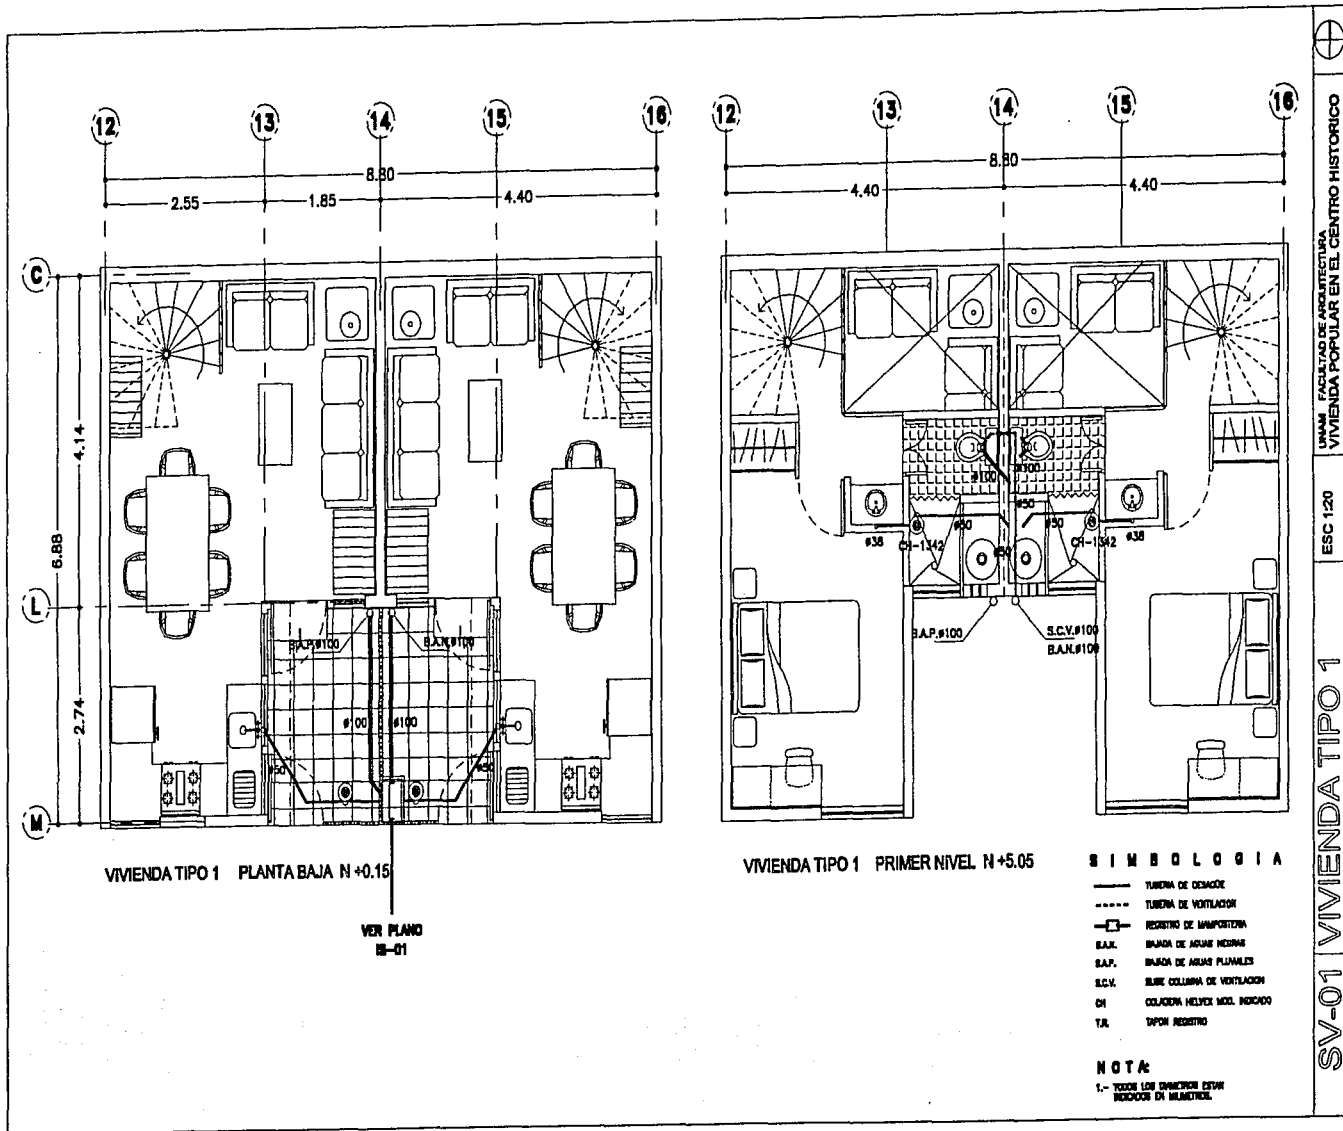 12 13 14 15 16
8.80
2.55 1.85 4.40
C
L
M
6.88
4.14
2.74
B.A.P.ø100
B.A.N.ø100
ø100
ø100
ø50
ø50
VIVIENDA TIPO 1 PLANTA BAJA N +0.15
VER PLANO
IS-01
12 13 14 15 16
8.80
4.40 4.40
ø100
ø100
ø50
ø50
ø50
ø50
ø38
CH-1342
CH-1342
ø38
B.A.P.ø100
S.C.V.ø100
B.A.N.ø100
VIVIENDA TIPO 1 PRIMER NIVEL N +5.05
SIMBOLOGIA
TUBERIA DE DESAGÜE
TUBERIA DE VENTILACION
REGISTRO DE MAMPOSTERIA
B.A.N. BAJADA DE AGUAS NEGRAS
B.A.P. BAJADA DE AGUAS PLUVIALES
S.C.V. SUBE COLUMNA DE VENTILACION
CH COLADERA HELVEX MOD. INDICADO
T.R. TAPON REGISTRO
NOTA:
1.- TODOS LOS DIAMETROS ESTAN
INDICADOS EN MILIMETROS.
UNAM FACULTAD DE ARQUITECTURA
VIVIENDA POPULAR EN EL CENTRO HISTORICO
ESC 1:20
VIVIENDA TIPO 1
SV-01